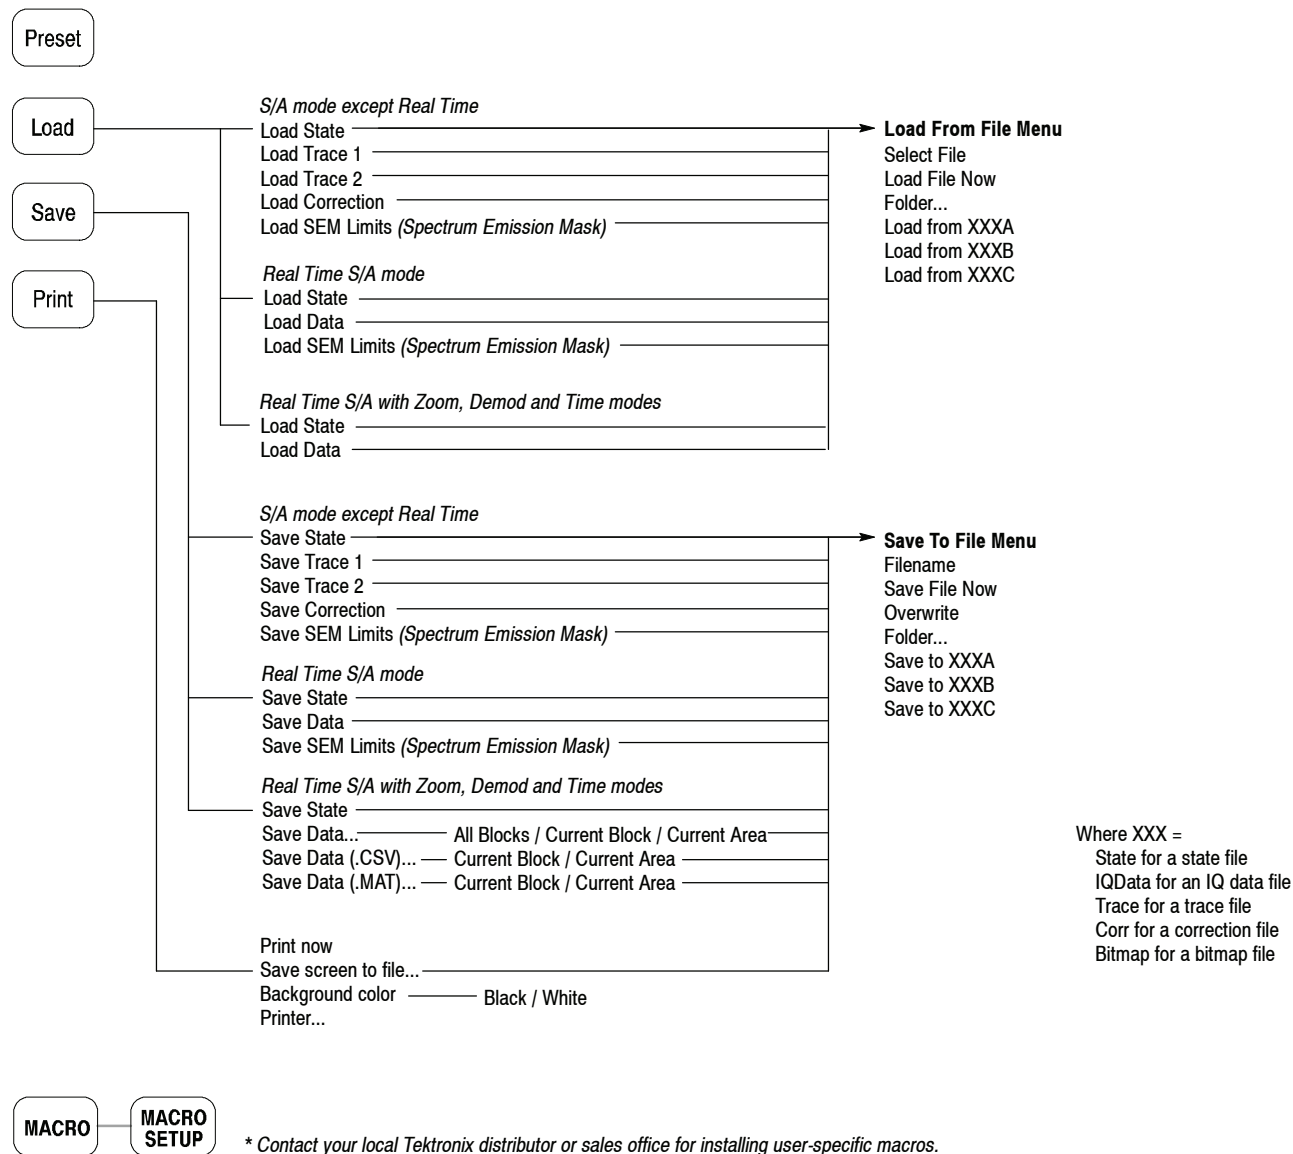 Preset
Load
Save
Print
S/A mode except Real Time
Load State
Load Trace 1
Load Trace 2
Load Correction
Load SEM Limits (Spectrum Emission Mask)
Real Time S/A mode
Load State
Load Data
Load SEM Limits (Spectrum Emission Mask)
Real Time S/A with Zoom, Demod and Time modes
Load State
Load Data
Load From File Menu
Select File
Load File Now
Folder...
Load from XXXA
Load from XXXB
Load from XXXC
S/A mode except Real Time
Save State
Save Trace 1
Save Trace 2
Save Correction
Save SEM Limits (Spectrum Emission Mask)
Real Time S/A mode
Save State
Save Data
Save SEM Limits (Spectrum Emission Mask)
Real Time S/A with Zoom, Demod and Time modes
Save State
Save Data... All Blocks / Current Block / Current Area
Save Data (.CSV)... Current Block / Current Area
Save Data (.MAT)... Current Block / Current Area
Save To File Menu
Filename
Save File Now
Overwrite
Folder...
Save to XXXA
Save to XXXB
Save to XXXC
Where XXX =
State for a state file
IQData for an IQ data file
Trace for a trace file
Corr for a correction file
Bitmap for a bitmap file
Print now
Save screen to file...
Background color Black / White
Printer...
MACRO
MACRO
SETUP
* Contact your local Tektronix distributor or sales office for installing user-specific macros.